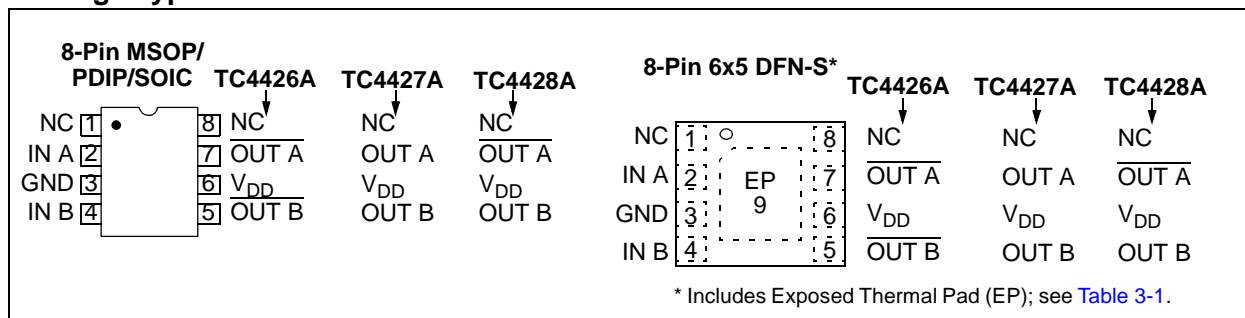 8-Pin MSOP/
PDIP/SOIC TC4426A TC4427A TC4428A
NC 1 8 NC NC NC
IN A 2 7 OUT A OUT A OUT A
GND 3 6 VDD VDD VDD
IN B 4 5 OUT B OUT B OUT B
8-Pin 6x5 DFN-S*
TC4426A TC4427A TC4428A
NC 1 8 NC NC NC
IN A 2 EP 7 OUT A OUT A OUT A
GND 3 9 6 VDD VDD VDD
IN B 4 5 OUT B OUT B OUT B
* Includes Exposed Thermal Pad (EP); see Table 3-1.